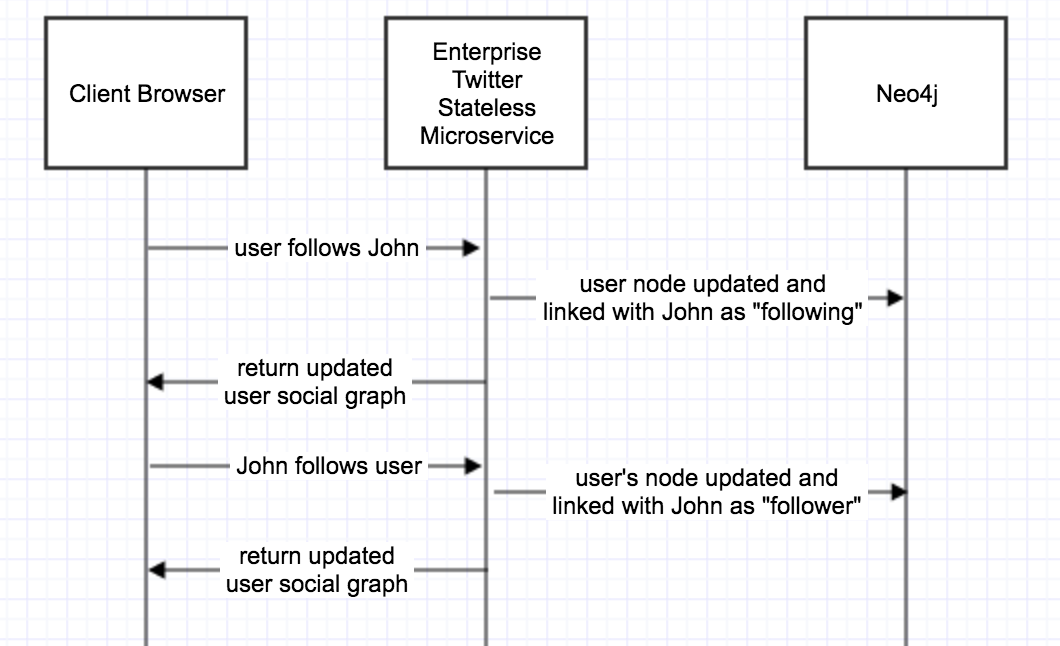 Client Browser
Enterprise
Twitter
Stateless
Microservice
Neo4j
user follows John
user node updated and
linked with John as "following"
return updated
user social graph
John follows user
user's node updated and
linked with John as "follower"
return updated
user social graph